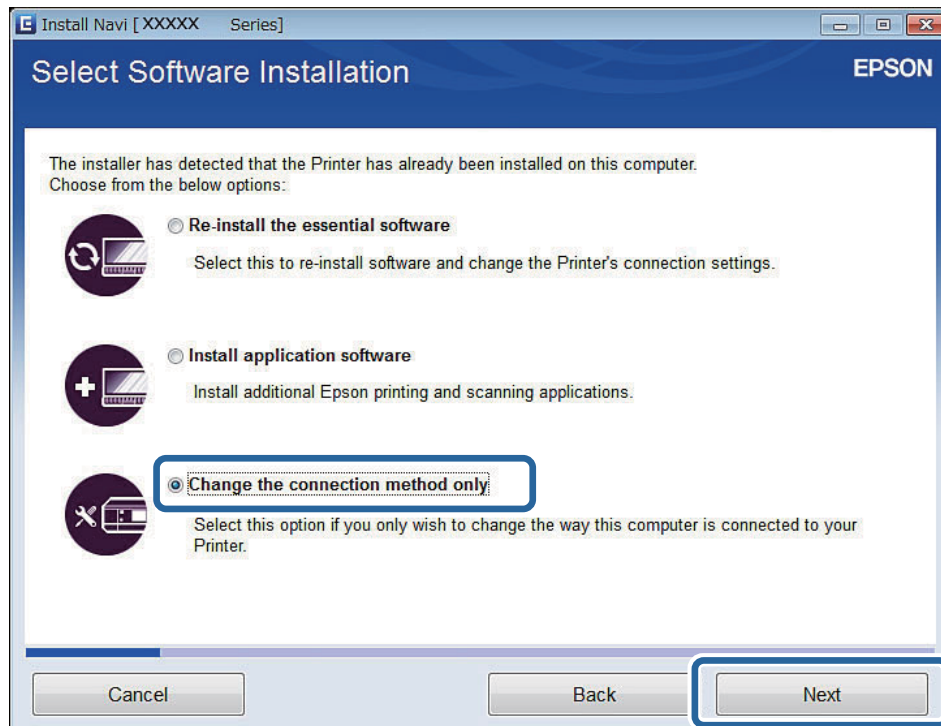 Install Navi [ XXXXX Series]
Select Software Installation
EPSON
The installer has detected that the Printer has already been installed on this computer.
Choose from the below options:
Re-install the essential software
Select this to re-install software and change the Printer's connection settings.
Install application software
Install additional Epson printing and scanning applications.
Change the connection method only
Select this option if you only wish to change the way this computer is connected to your
Printer.
Cancel
Back
Next